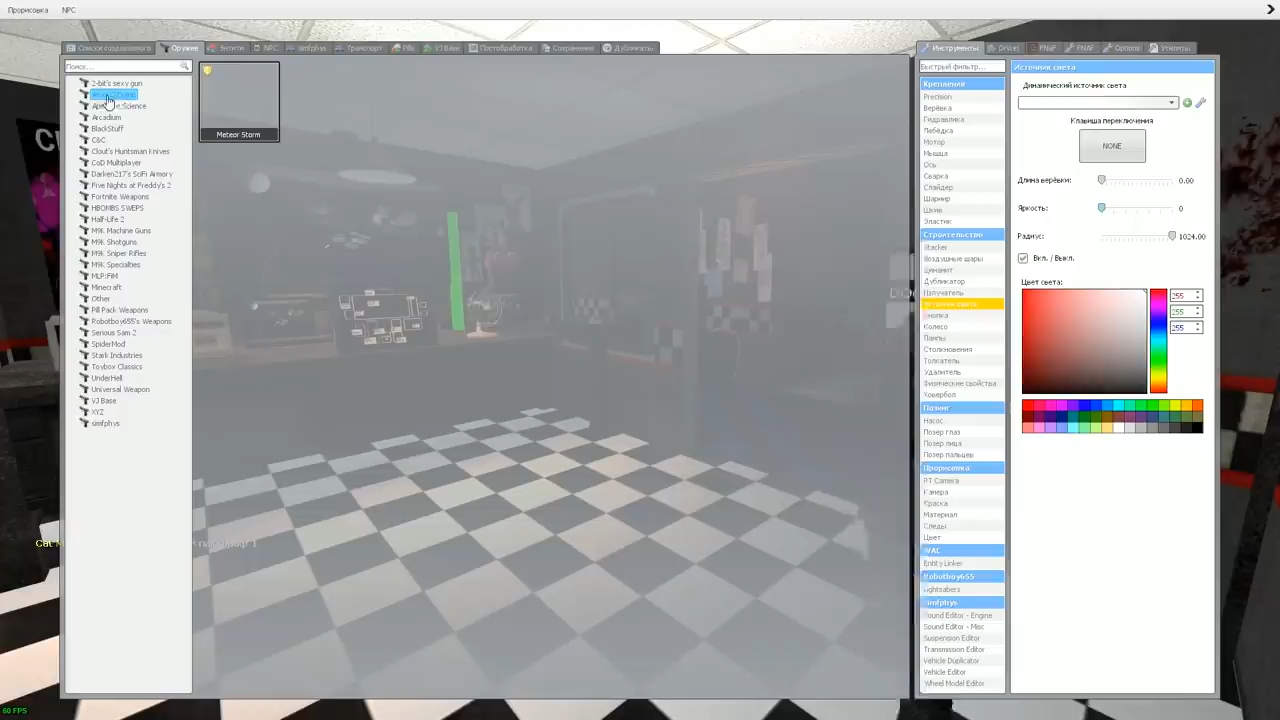 Прорисовка NPC
Списки создаваемого Оружие Энтити NPC simfphys Транспорт Pills VJ Base Постобработка Сохранения Дубликаты
Инструменты Drive) FNaF FNAF Options Утилиты
Поиск...
2-bit's sexy gun
Science
Arcadium
BlackStuff
C&C
Clout's Huntsman Knives
CoD Multiplayer
Darken217's SciFi Armory
Five Nights at Freddy's 2
Fortnite Weapons
HBOMBS SWEPS
Half-Life 2
M9K Machine Guns
M9K Shotguns
M9K Sniper Rifles
M9K Specialties
MLP:FiM
Minecraft
Other
Pill Pack Weapons
Robotboy655's Weapons
Serious Sam 2
SpiderMod
Stark Industries
Toybox Classics
UnderHell
Universal Weapon
VJ Base
XYZ
simfphys
Meteor Storm
Быстрый фильтр...
Крепления
Precision
Верёвка
Гидравлика
Лебёдка
Мотор
Мышца
Ось
Сварка
Слайдер
Шарнир
Шкив
Эластик
Строительство
Stacker
Воздушные шары
Динамит
Дубликатор
Излучатель
Источник света
Кнопка
Колесо
Лампы
Столкновения
Толкатель
Удалитель
Физические свойства
Ховербол
Позинг
Насос
Позер глаз
Позер лица
Позер пальцев
Прорисовка
RT Camera
Камера
Краска
Материал
Следы
Цвет
WAC
Entity Linker
Robotboy655
Lightsabers
simfphys
Sound Editor - Engine
Sound Editor - Misc
Suspension Editor
Transmission Editor
Vehicle Duplicator
Vehicle Editor
Wheel Model Editor
Источник света
Динамический источник света
Клавиша переключения
NONE
Длина верёвки: 0.00
Яркость: 0
Радиус: 1024.00
Вкл. / Выкл.
Цвет света:
255
255
255
60 FPS